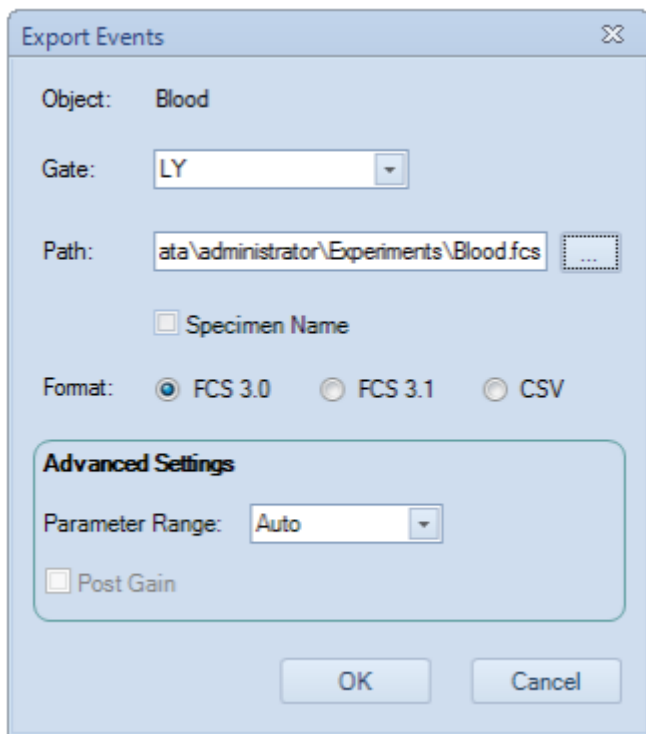 Export Events
Object: Blood
Gate: LY
Path: ata\administrator\Experiments\Blood.fcs ...
Specimen Name
Format: FCS 3.0 FCS 3.1 CSV
Advanced Settings
Parameter Range: Auto
Post Gain
OK Cancel